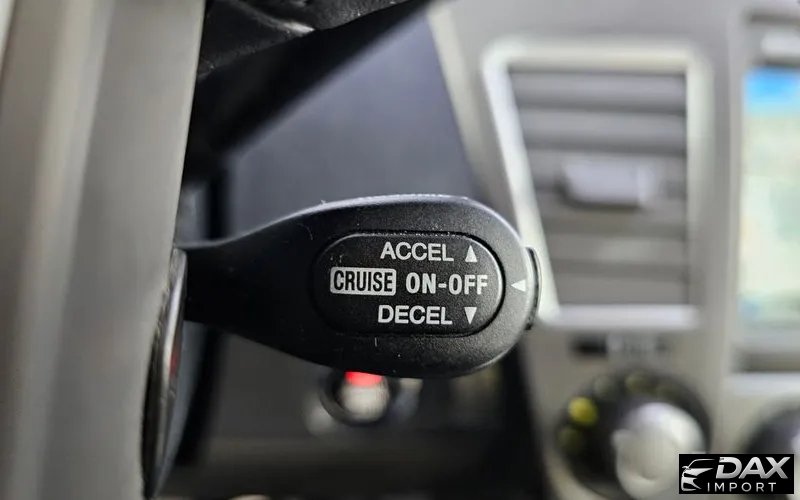 ACCEL ▲
CRUISE ON-OFF ◀
DECEL ▼
DAX
IMPORT